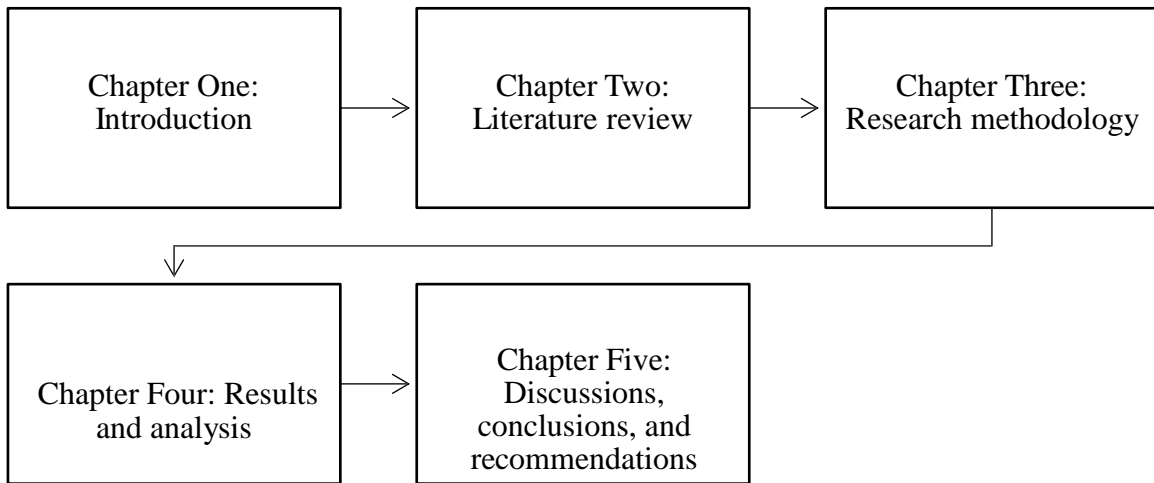 Chapter One:
Introduction
Chapter Two:
Literature review
Chapter Three:
Research methodology
Chapter Four: Results
and analysis
Chapter Five:
Discussions,
conclusions, and
recommendations